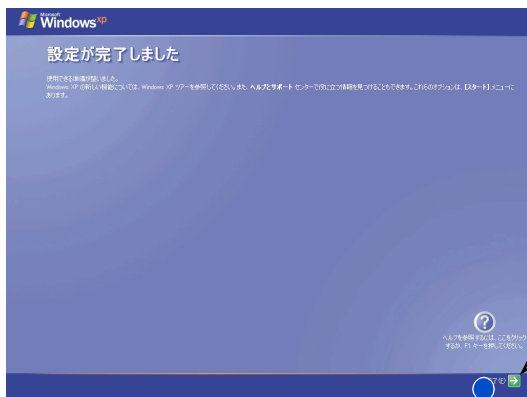 Microsoft
Windows xp
設定が完了しました
使用できる準備が整いました。
Windows XP の新しい機能については、Windows XP ツアーを参照してください。また、ヘルプとサポート センターで役に立つ情報を見つけることもできます。これらのオプションは、[スタート] メニューに
あります。
ヘルプを参照するには、ここをクリック
するか、F1 キーを押してください。
了(F)